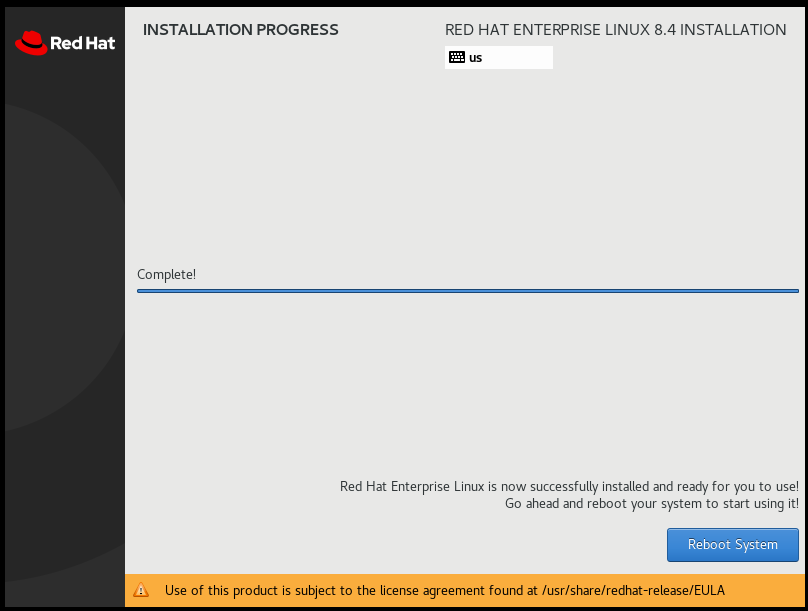 Red Hat
INSTALLATION PROGRESS
RED HAT ENTERPRISE LINUX 8.4 INSTALLATION
us
Complete!
Red Hat Enterprise Linux is now successfully installed and ready for you to use!
Go ahead and reboot your system to start using it!
Reboot System
Use of this product is subject to the license agreement found at /usr/share/redhat-release/EULA